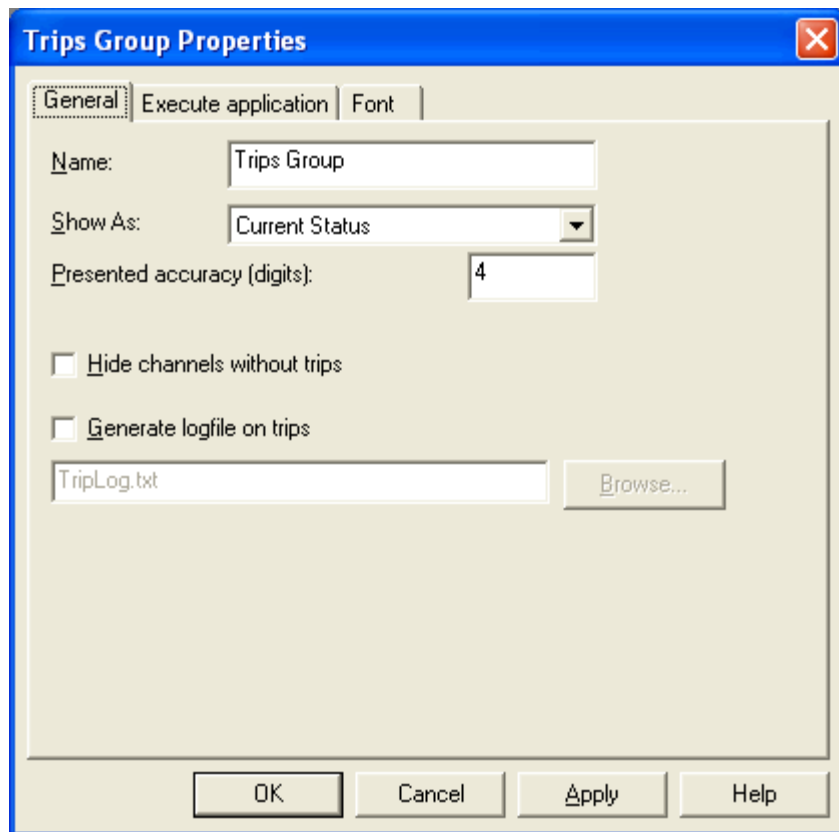 Trips Group Properties
General Execute application Font
Name: Trips Group
Show As: Current Status
Presented accuracy (digits): 4
Hide channels without trips
Generate logfile on trips
TripLog.txt Browse...
OK Cancel Apply Help